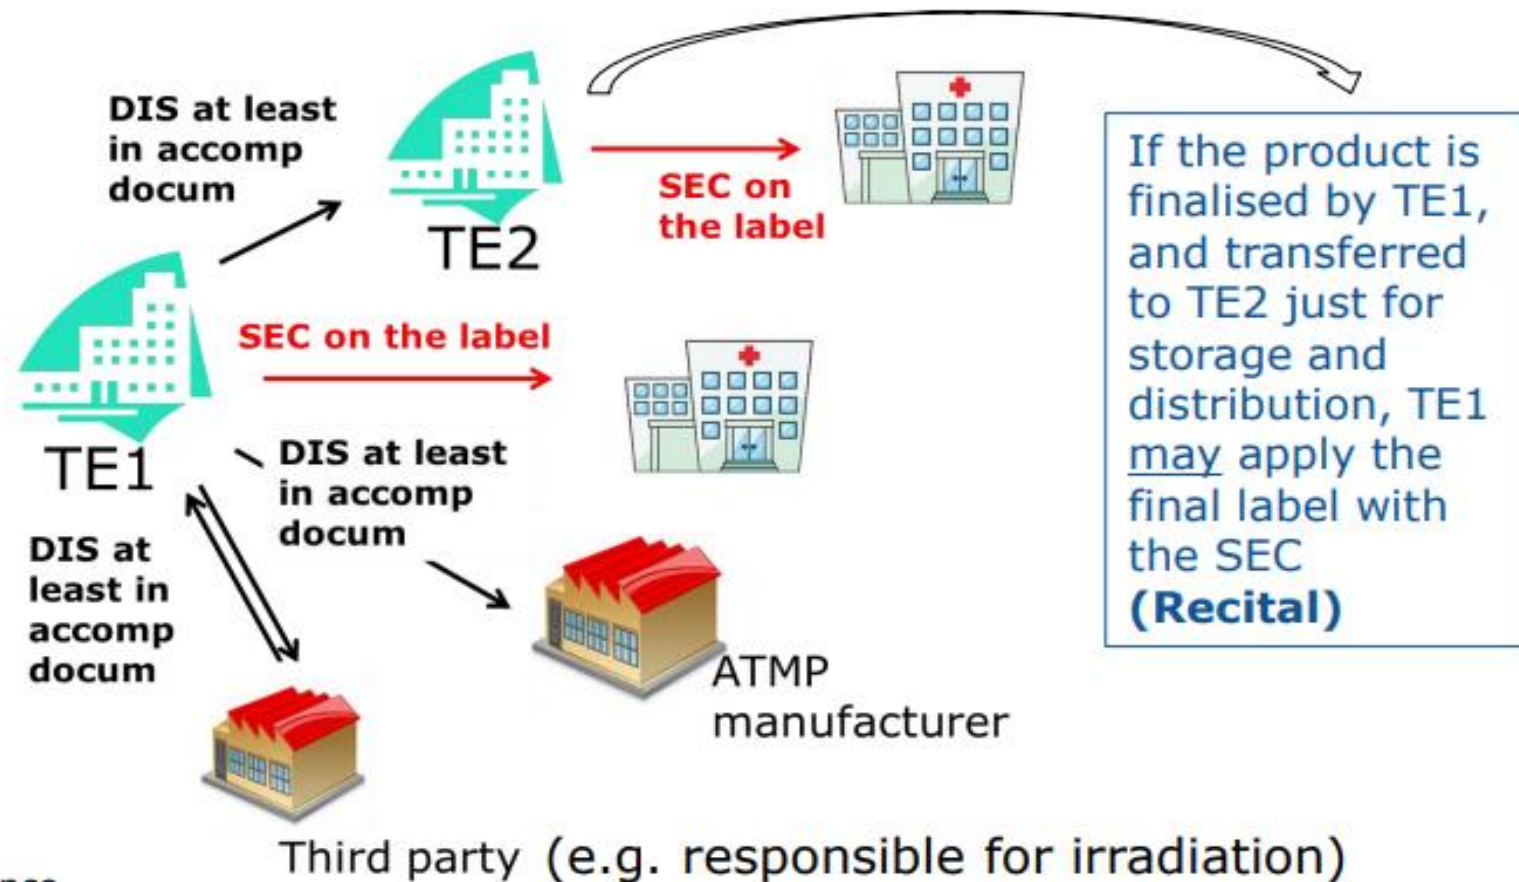 DIS at least
in accomp
docum
TE2
SEC on
the label
If the product is
finalised by TE1,
and transferred
to TE2 just for
storage and
distribution, TE1
may apply the
final label with
the SEC
(Recital)
SEC on the label
TE1
DIS at least
in accomp
docum
DIS at
least in
accomp
docum
ATMP
manufacturer
Third party (e.g. responsible for irradiation)